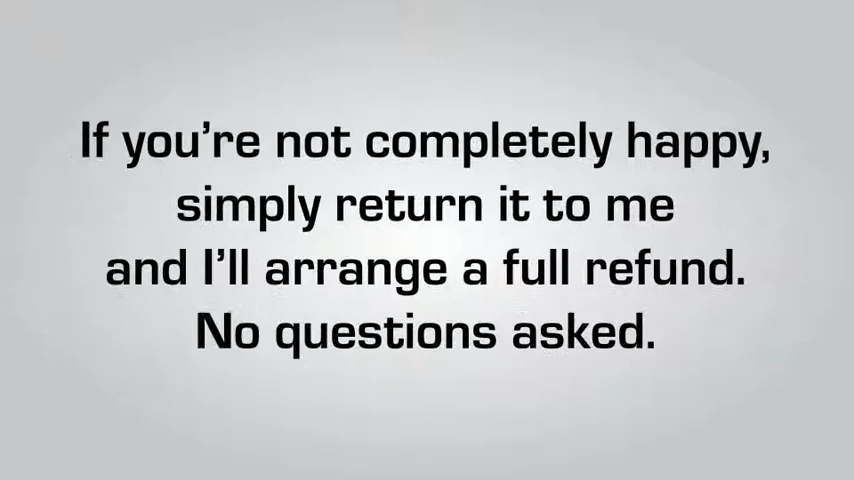 If you’re not completely happy,
simply return it to me
and I’ll arrange a full refund.
No questions asked.